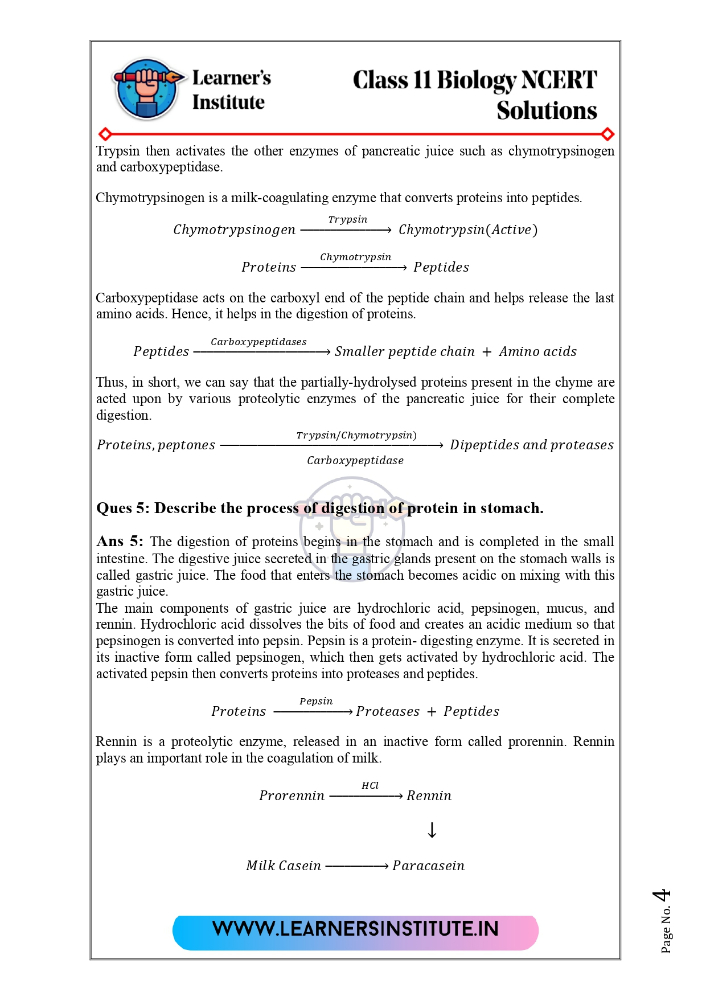 Learner's
Institute
Class 11 Biology NCERT
Solutions
Trypsin then activates the other enzymes of pancreatic juice such as chymotrypsinogen
and carboxypeptidase.
Chymotrypsinogen is a milk-coagulating enzyme that converts proteins into peptides.
Trypsin
Chymotrypsinogen ⟶ Chymotrypsin(Active)
Chymotrypsin
Proteins ⟶ Peptides
Carboxypeptidase acts on the carboxyl end of the peptide chain and helps release the last
amino acids. Hence, it helps in the digestion of proteins.
Carboxypeptidases
Peptides ⟶ Smaller peptide chain + Amino acids
Thus, in short, we can say that the partially-hydrolysed proteins present in the chyme are
acted upon by various proteolytic enzymes of the pancreatic juice for their complete
digestion.
Trypsin/Chymotrypsin)
Proteins, peptones ⟶ Dipeptides and proteases
Carboxypeptidase
Ques 5: Describe the process of digestion of protein in stomach.
Ans 5: The digestion of proteins begins in the stomach and is completed in the small
intestine. The digestive juice secreted in the gastric glands present on the stomach walls is
called gastric juice. The food that enters the stomach becomes acidic on mixing with this
gastric juice.
The main components of gastric juice are hydrochloric acid, pepsinogen, mucus, and
rennin. Hydrochloric acid dissolves the bits of food and creates an acidic medium so that
pepsinogen is converted into pepsin. Pepsin is a protein- digesting enzyme. It is secreted in
its inactive form called pepsinogen, which then gets activated by hydrochloric acid. The
activated pepsin then converts proteins into proteases and peptides.
Pepsin
Proteins ⟶ Proteases + Peptides
Rennin is a proteolytic enzyme, released in an inactive form called prorennin. Rennin
plays an important role in the coagulation of milk.
HCl
Prorennin ⟶ Rennin
↓
Milk Casein ⟶ Paracasein
WWW.LEARNERSINSTITUTE.IN
Page No. 4